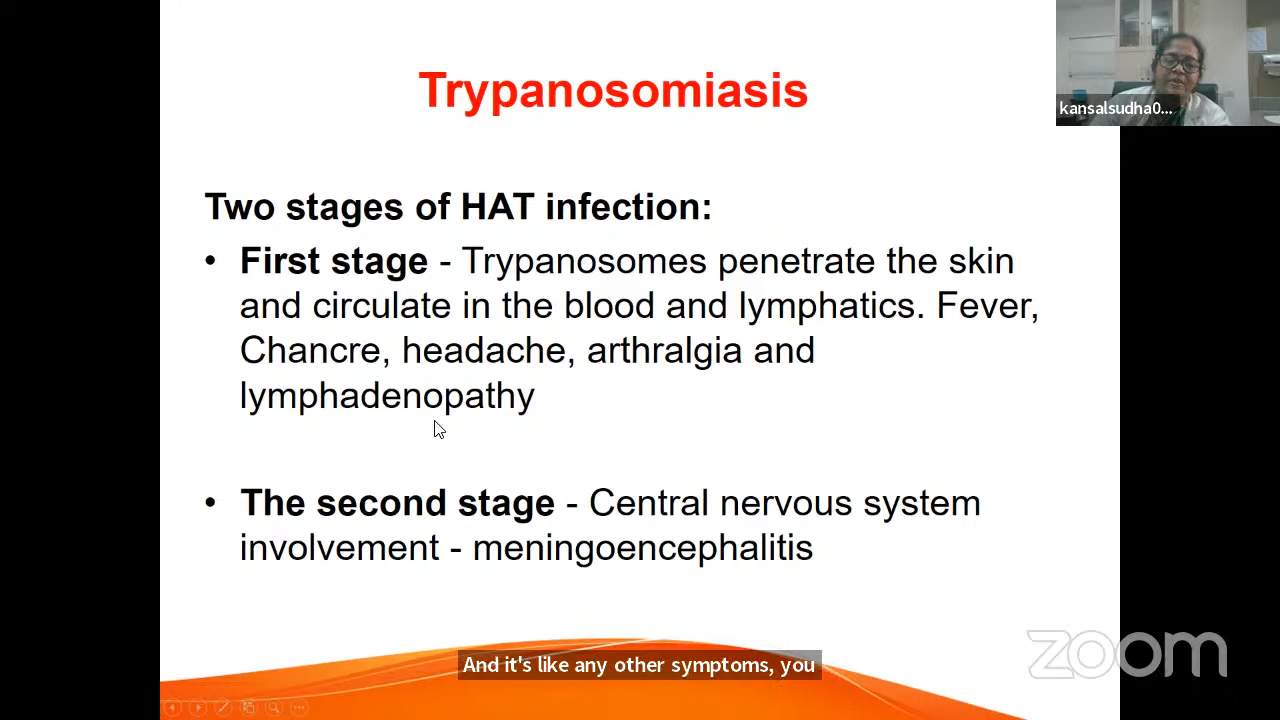 Trypanosomiasis
kansalsudha0...
Two stages of HAT infection:
• First stage - Trypanosomes penetrate the skin
and circulate in the blood and lymphatics. Fever,
Chancre, headache, arthralgia and
lymphadenopathy
• The second stage - Central nervous system
involvement - meningoencephalitis
zoom
And it's like any other symptoms, you